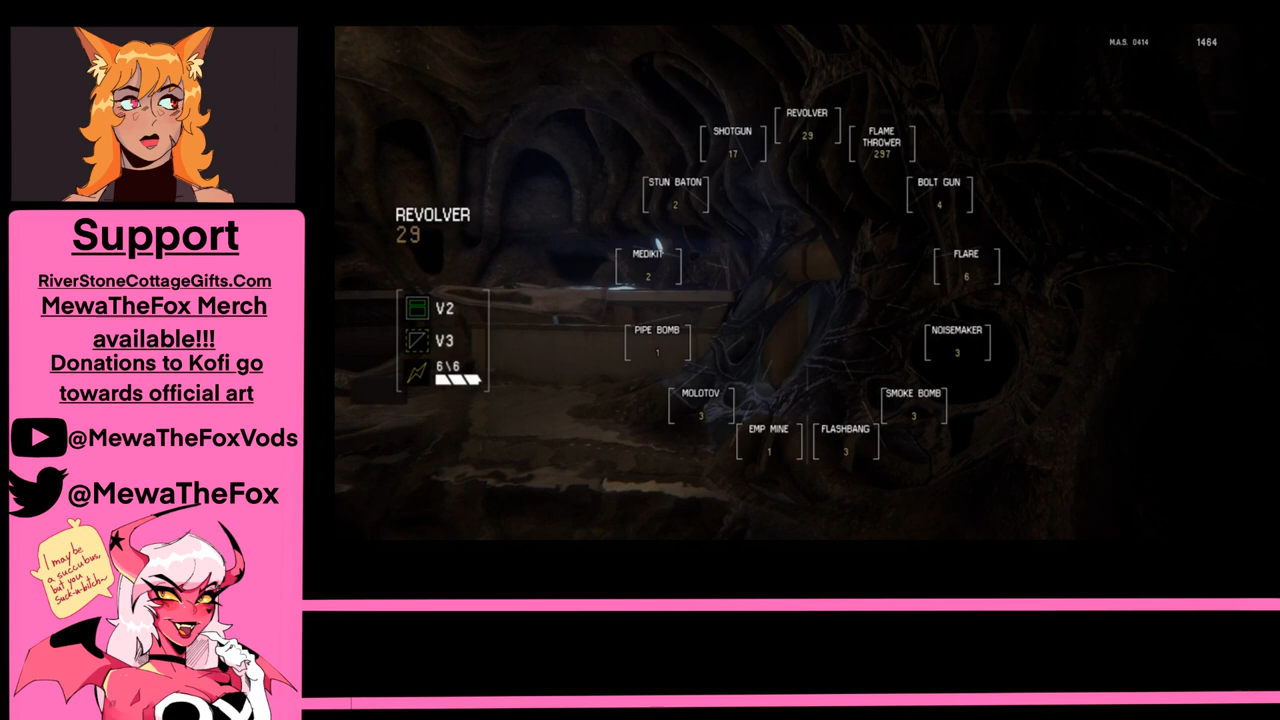 Support
RiverStoneCottageGifts.Com
MewaTheFox Merch
available!!!
Donations to Kofi go
towards official art
@MewaTheFoxVods
@MewaTheFox
I may be
a succubus,
but you
suck-a-bitch~
M.A.S. 0414
1464
REVOLVER
29
V2
V3
6\6
REVOLVER
29
SHOTGUN
17
FLAME
THROWER
297
STUN BATON
2
BOLT GUN
4
MEDIKIT
2
FLARE
6
PIPE BOMB
1
NOISEMAKER
3
MOLOTOV
3
SMOKE BOMB
3
EMP MINE
1
FLASHBANG
3